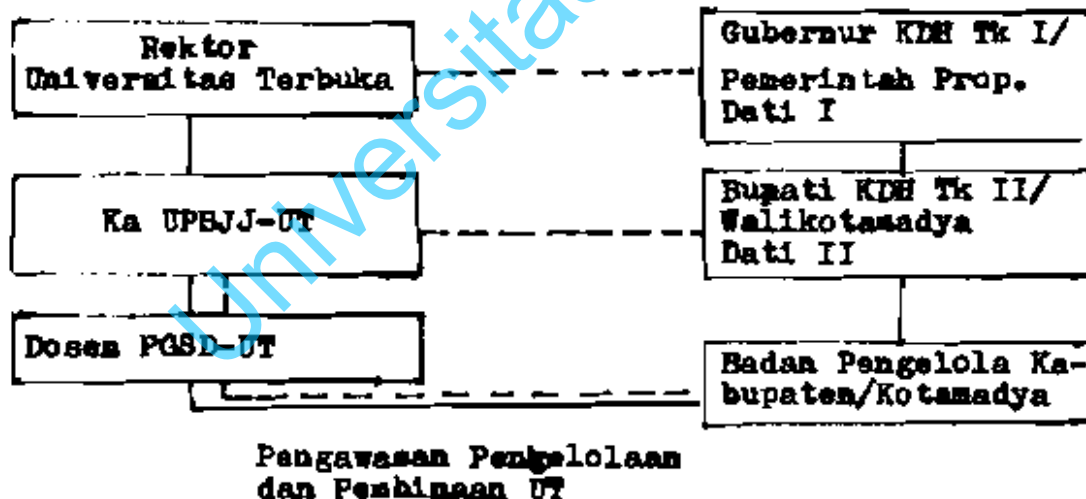 Rektor
Universitas Terbuka
Gubernur KDH Tk I/
Pemerintah Prop.
Dati I
Ka UPBJJ-UT
Bupati KDH Tk II/
Walikotamadya
Dati II
Dosen PGSD-UT
Badan Pengelola Ka-
bupaten/Kotamadya
Pengawasan Pengelolaan
dan Pembinaan UT
Universitas